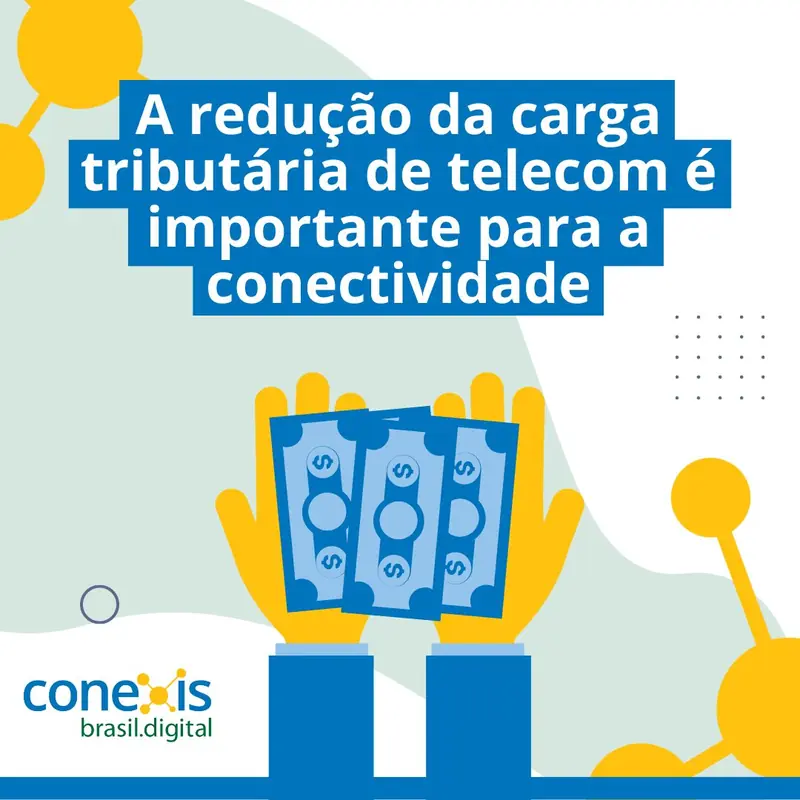 A redução da carga
tributária de telecom é
importante para a
conectividade
$ $ $
$ $ $
conexis
brasil.digital